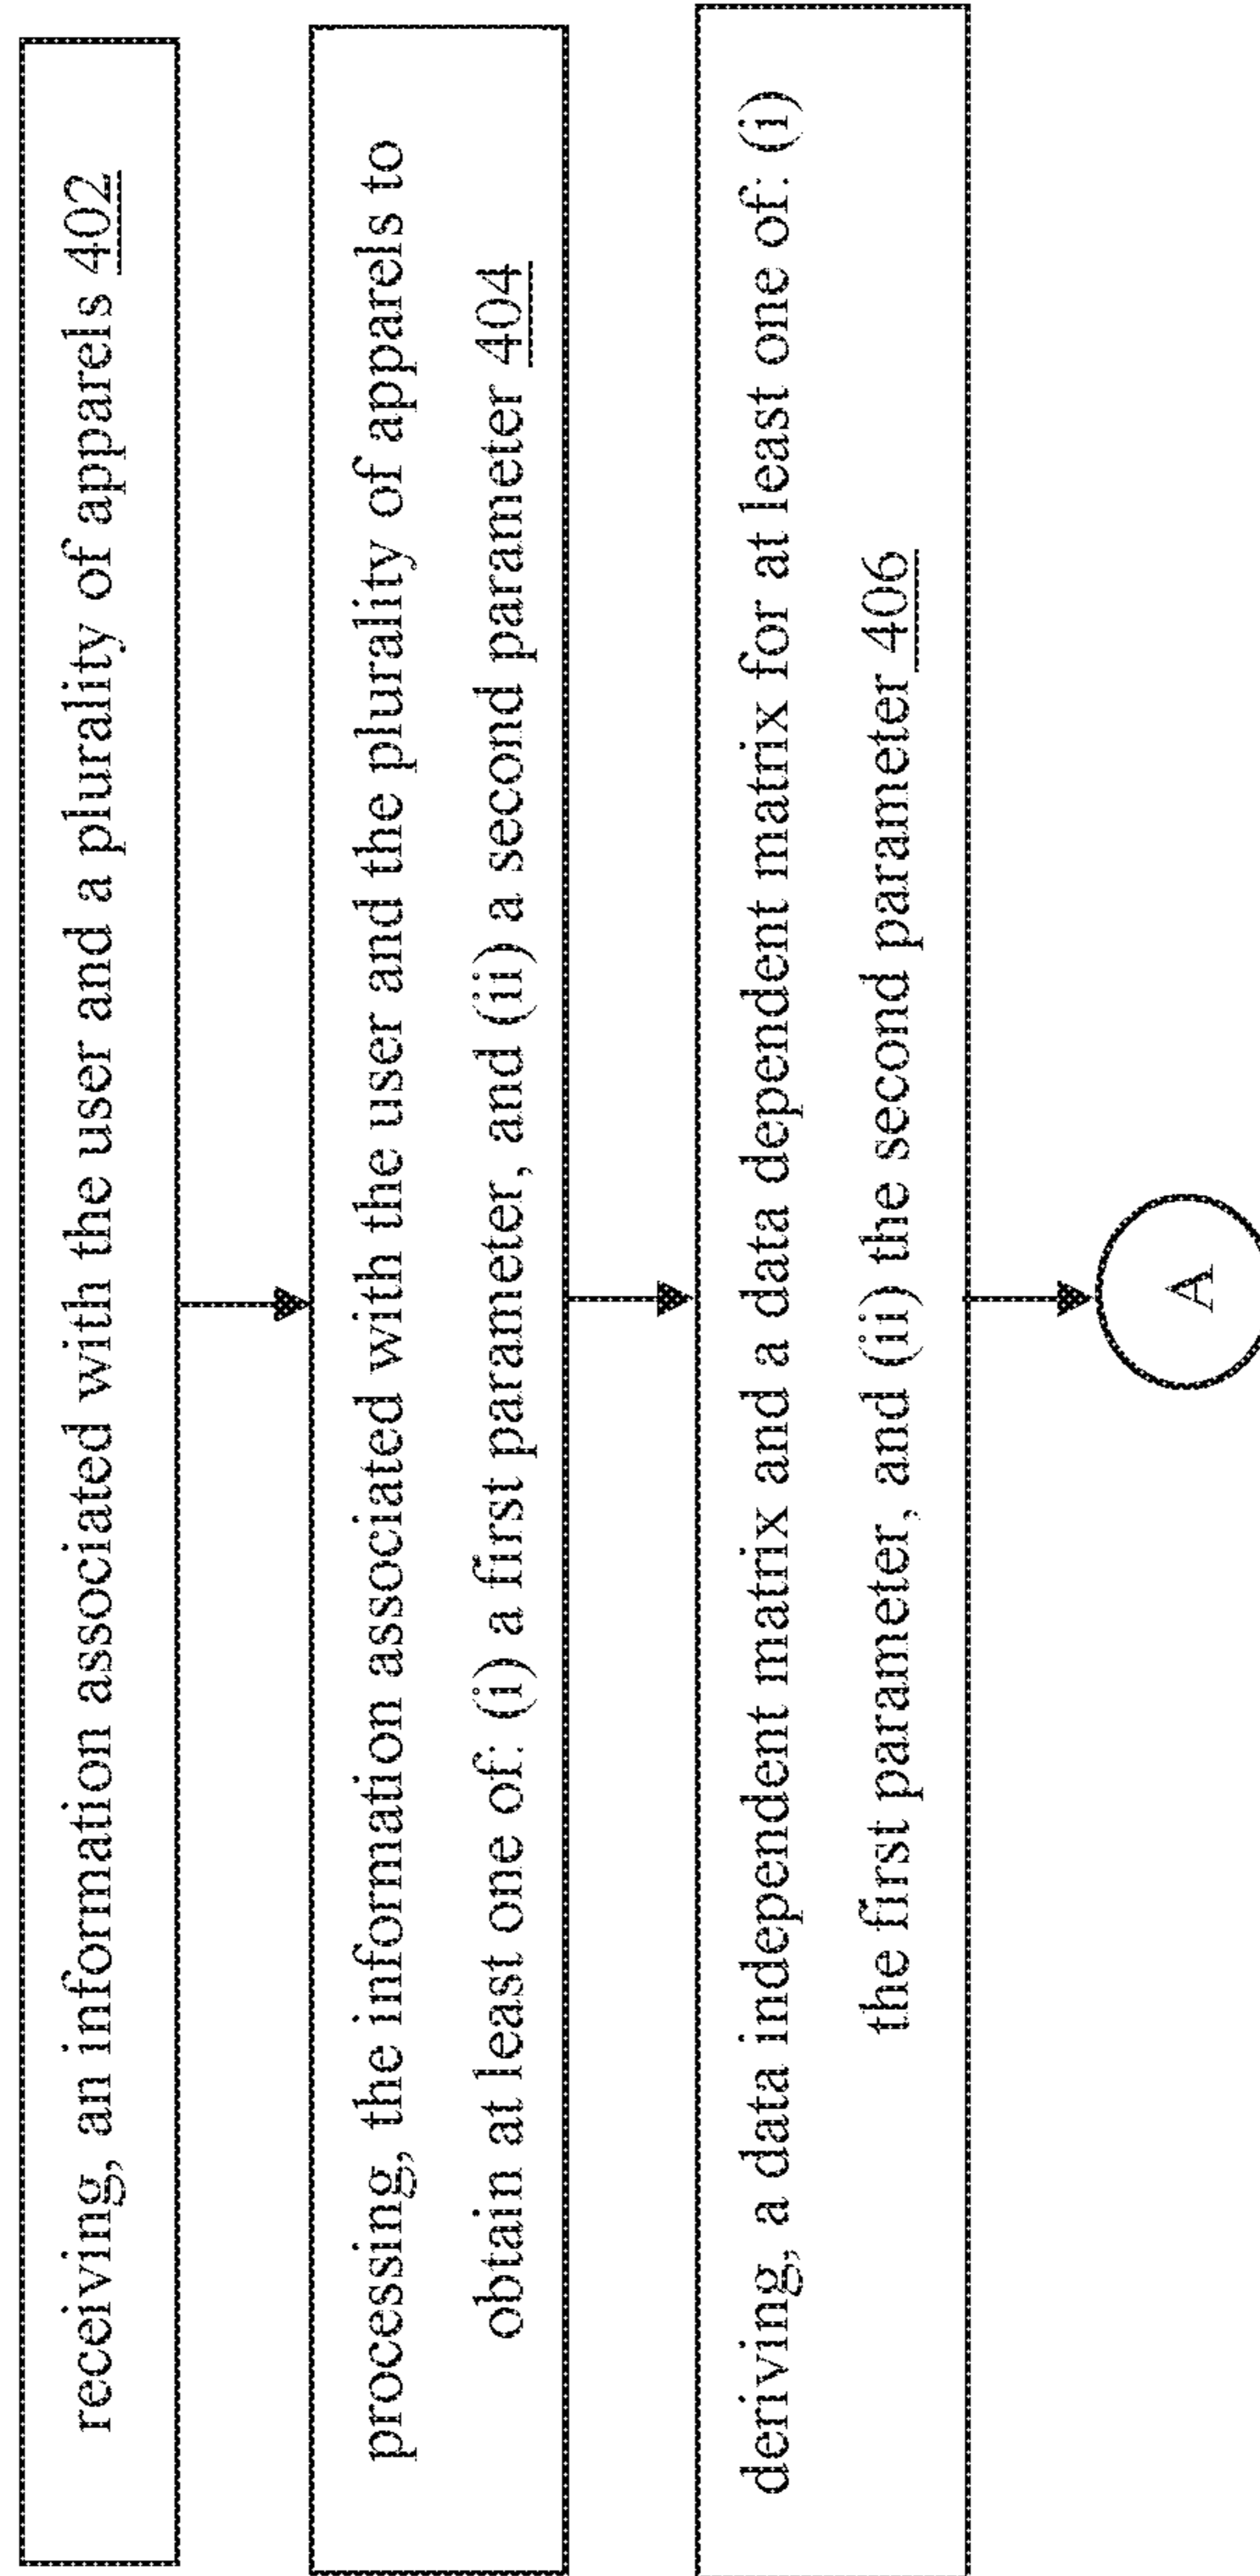 receiving, an information associated with the user and a plurality of apparels 402
processing, the information associated with the user and the plurality of apparels to
obtain at least one of: (i) a first parameter, and (ii) a second parameter 404
deriving, a data independent matrix and a data dependent matrix for at least one of: (i)
the first parameter, and (ii) the second parameter 406
A